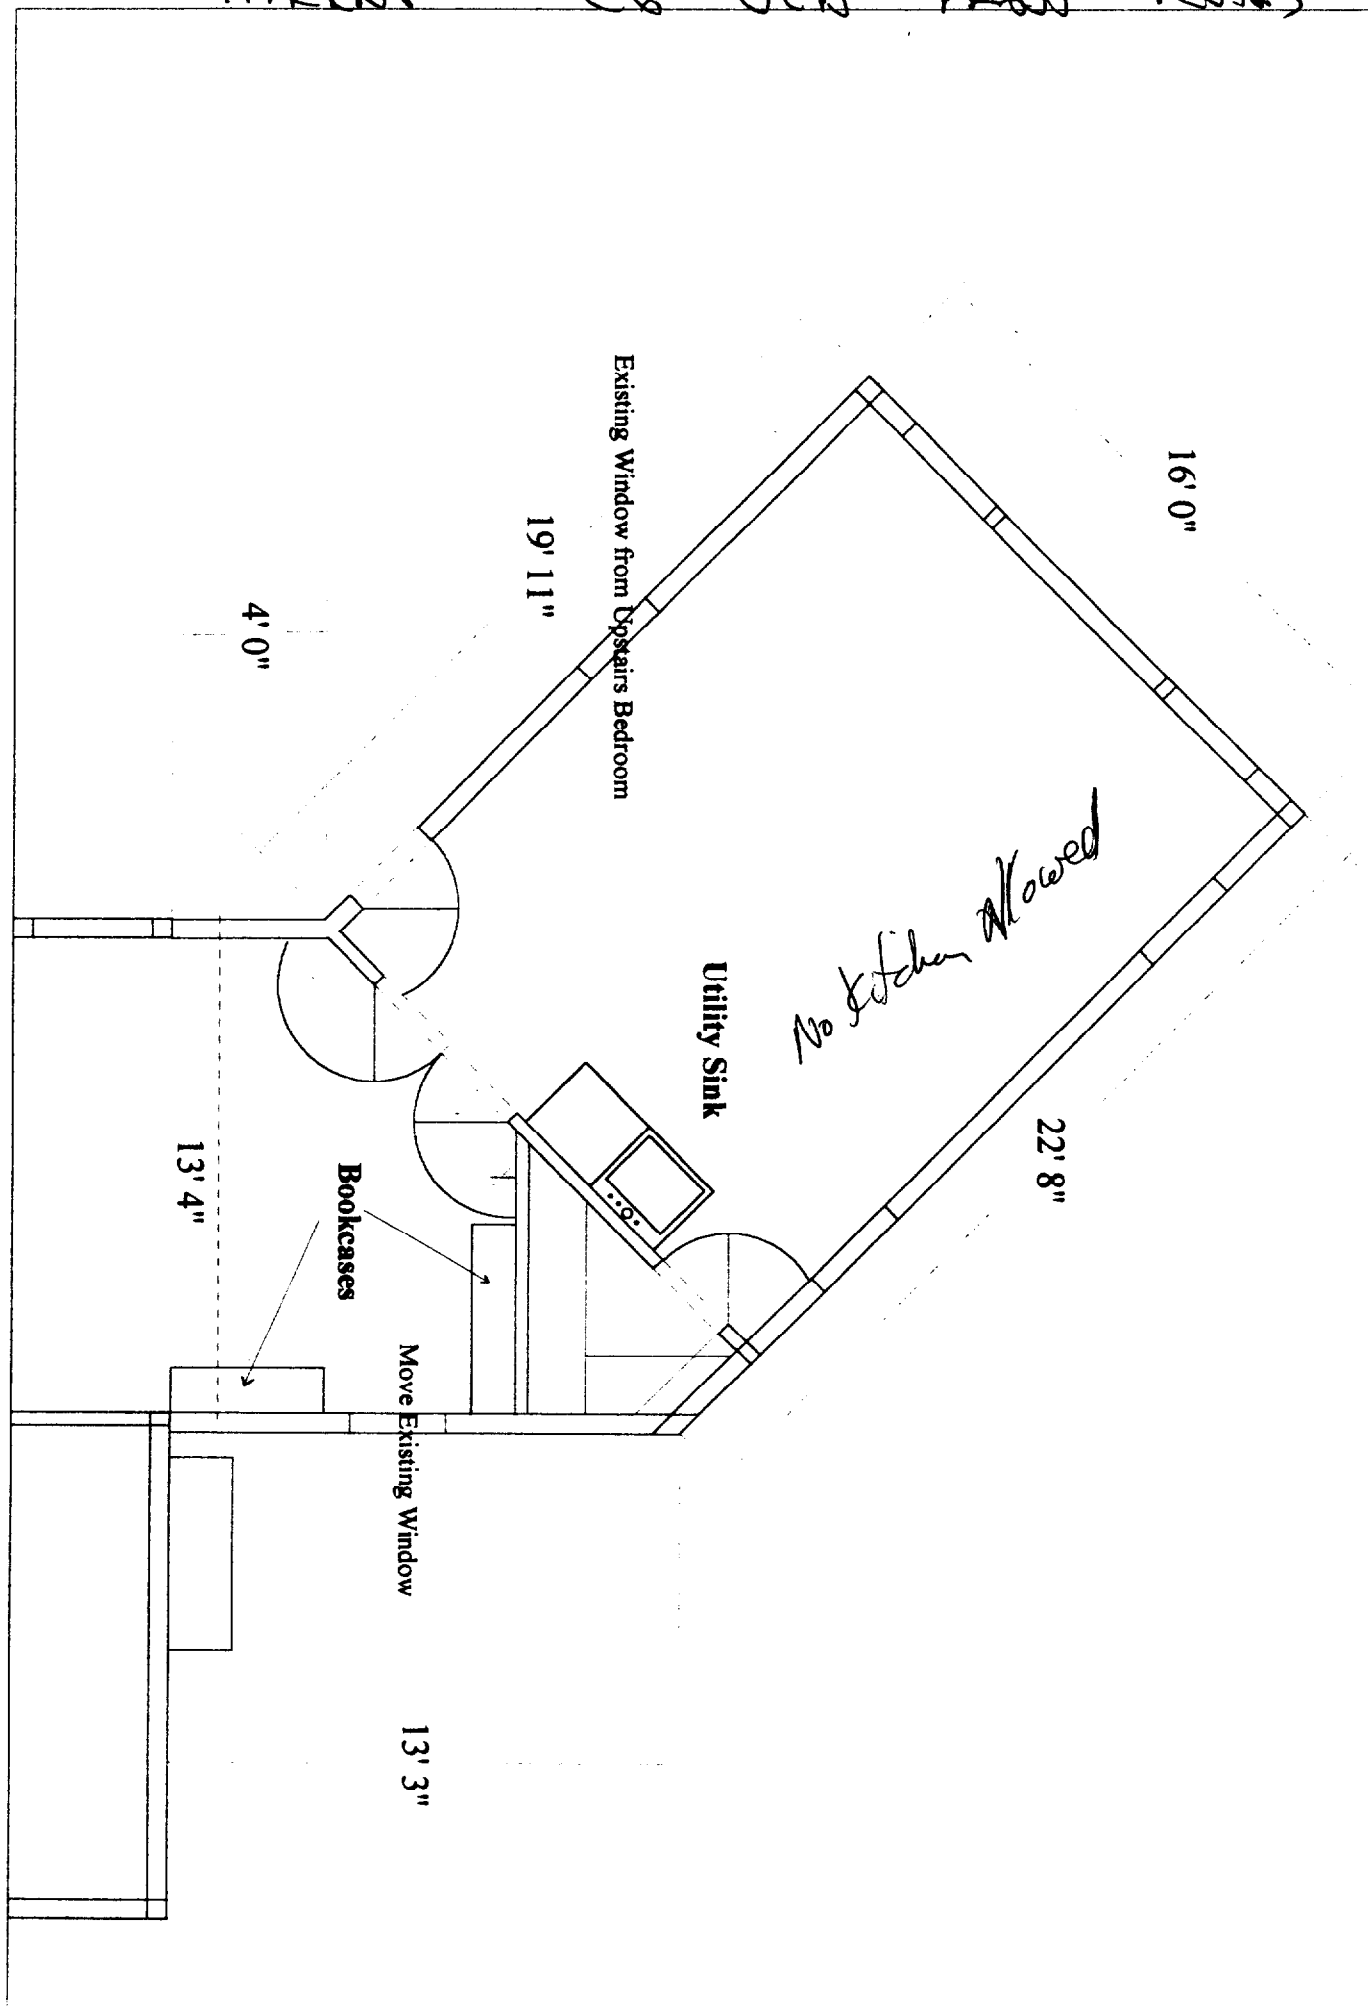 16' 0"
Existing Window from Upstairs Bedroom
19' 11"
4' 0"
No Kitchen Allowed
Utility Sink
22' 8"
13' 4"
Bookcases
Move Existing Window
13' 3"